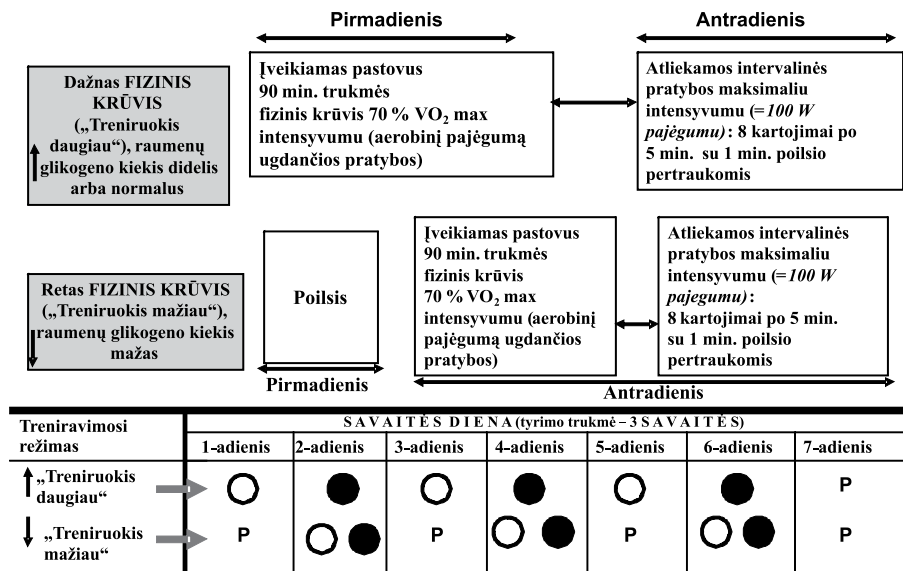 Pirmadienis
Antradienis
Dažnas FIZINIS
KRŪVIS
(„Treniruokis
daugiau“), raumenų
glikogeno kiekis didelis
arba normalus
Įveikiamas pastovus
90 min. trukmės
fizinis krūvis 70 % VO2 max
intensyvumu (aerobinį pajėgumą
ugdančios pratybos)
Atliekamos intervalinės
pratybos maksimaliu
intensyvumu (=100 W
pajėgumu): 8 kartojimai po
5 min. su 1 min. poilsio
pertraukomis
Retas FIZINIS KRŪVIS
(„Treniruokis mažiau“),
raumenų glikogeno kiekis
mažas
Poilsis
Pirmadienis
Įveikiamas pastovus
90 min. trukmės
fizinis krūvis
70 % VO2 max
intensyvumu (aerobinį
pajėgumą ugdančios
pratybos)
Atliekamos intervalinės
pratybos maksimaliu
intensyvumu (=100 W
pajegumu):
8 kartojimai po 5 min.
su 1 min. poilsio
pertraukomis
Antradienis
Treniravimosi
režimas
SAVAITĖS DIENA (tyrimo trukmė – 3 SAVAITĖS)
1-adienis 2-adienis 3-adienis 4-adienis 5-adienis 6-adienis 7-adienis
„Treniruokis
daugiau“
P
„Treniruokis
mažiau“
P P P P